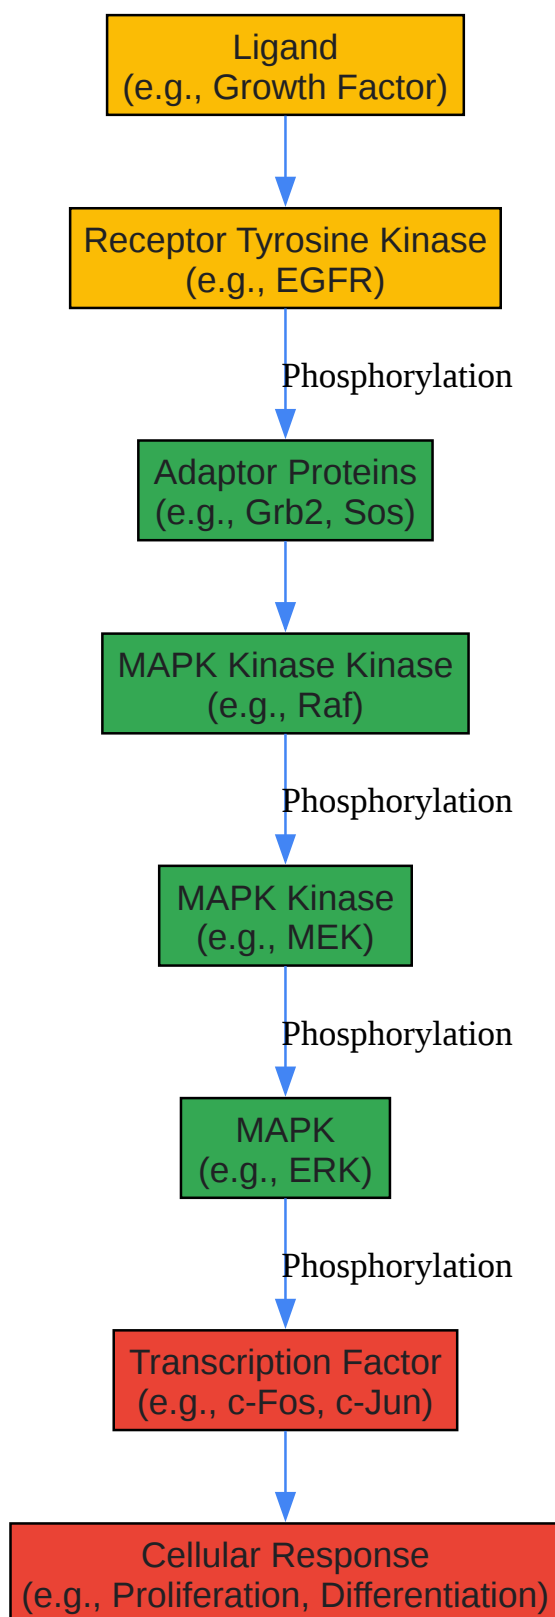 Ligand
(e.g., Growth Factor)
Receptor Tyrosine Kinase
(e.g., EGFR)
Phosphorylation
Adaptor Proteins
(e.g., Grb2, Sos)
MAPK Kinase Kinase
(e.g., Raf)
Phosphorylation
MAPK Kinase
(e.g., MEK)
Phosphorylation
MAPK
(e.g., ERK)
Phosphorylation
Transcription Factor
(e.g., c-Fos, c-Jun)
Cellular Response
(e.g., Proliferation, Differentiation)